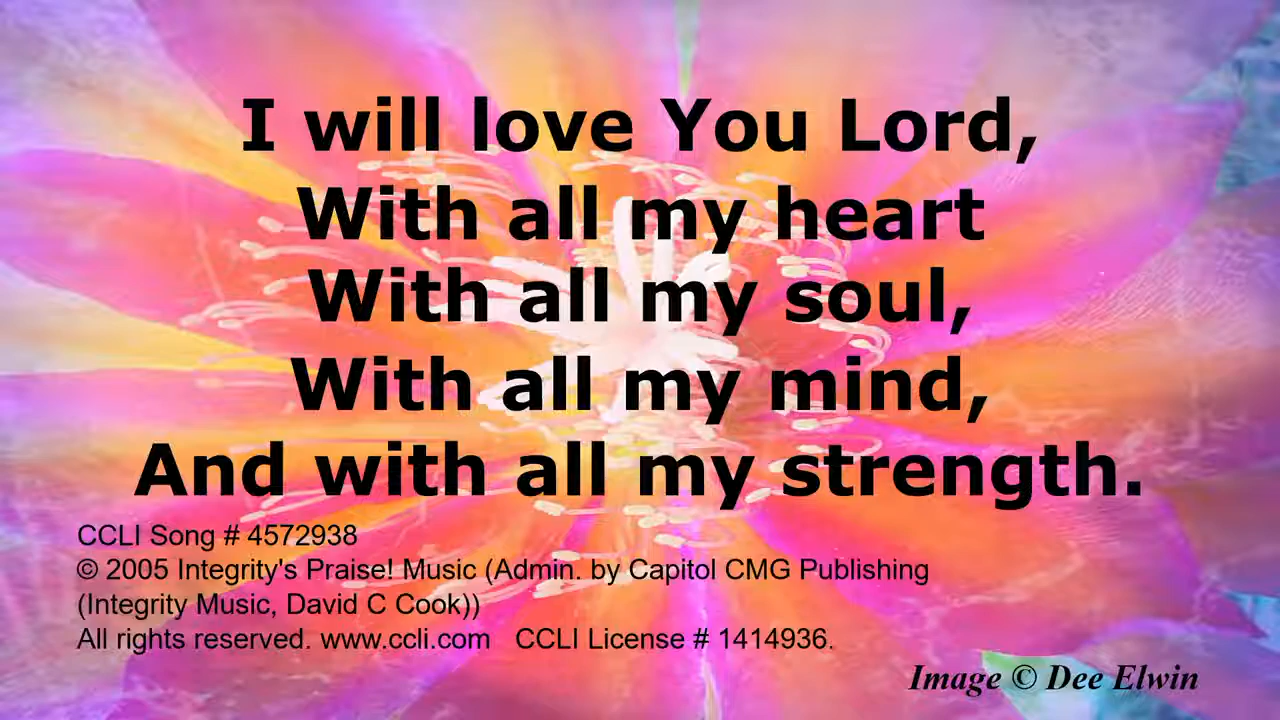 I will love You Lord,
With all my heart
With all my soul,
With all my mind,
And with all my strength.
CCLI Song # 4572938
© 2005 Integrity's Praise! Music (Admin. by Capitol CMG Publishing
(Integrity Music, David C Cook))
All rights reserved. www.ccli.com   CCLI License # 1414936.
Image © Dee Elwin